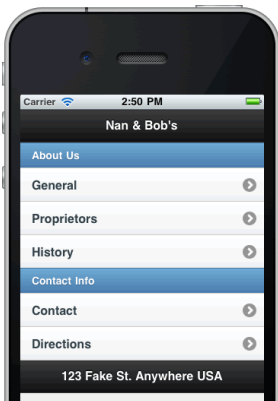 Carrier 2:50 PM
Nan & Bob's
About Us
General
Proprietors
History
Contact Info
Contact
Directions
123 Fake St. Anywhere USA